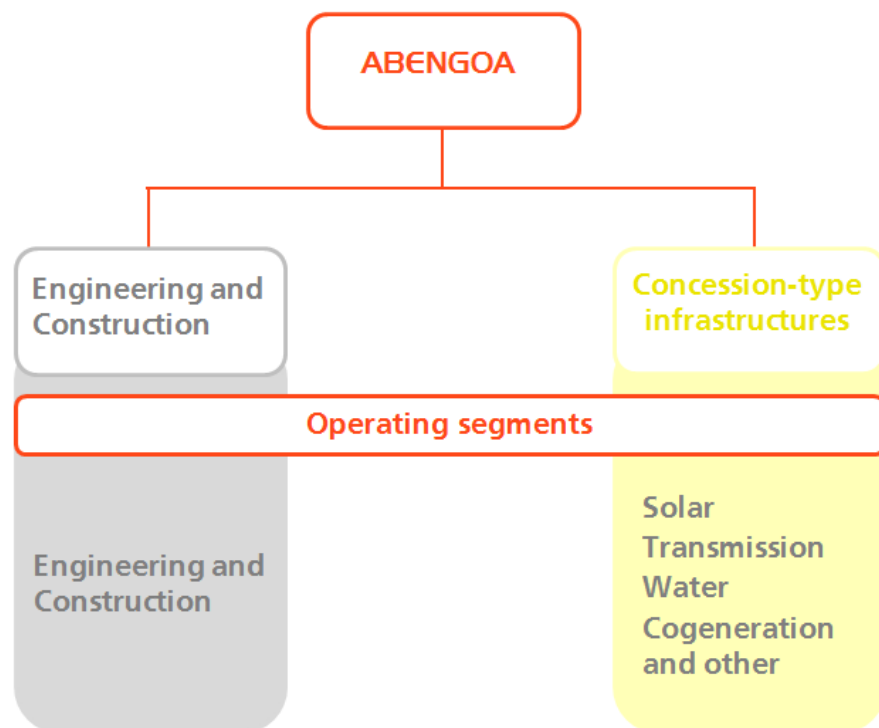 ABENGOA
Engineering and
Construction
Concession-type
infrastructures
Operating segments
Engineering and
Construction
Solar
Transmission
Water
Cogeneration
and other